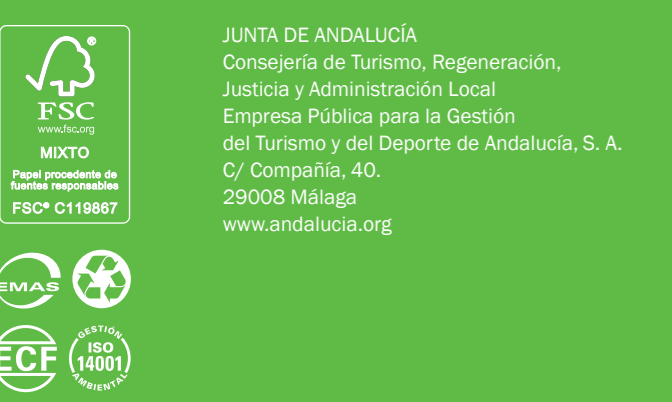 FSC
www.fsc.org
MIXTO
Papel procedente de
fuentes responsables
FSC® C119867
EMAS
ECF
GESTIÓN
ISO
14001
AMBIENTAL
JUNTA DE ANDALUCÍA
Consejería de Turismo, Regeneración,
Justicia y Administración Local
Empresa Pública para la Gestión
del Turismo y del Deporte de Andalucía, S. A.
C/ Compañía, 40.
29008 Málaga
www.andalucia.org